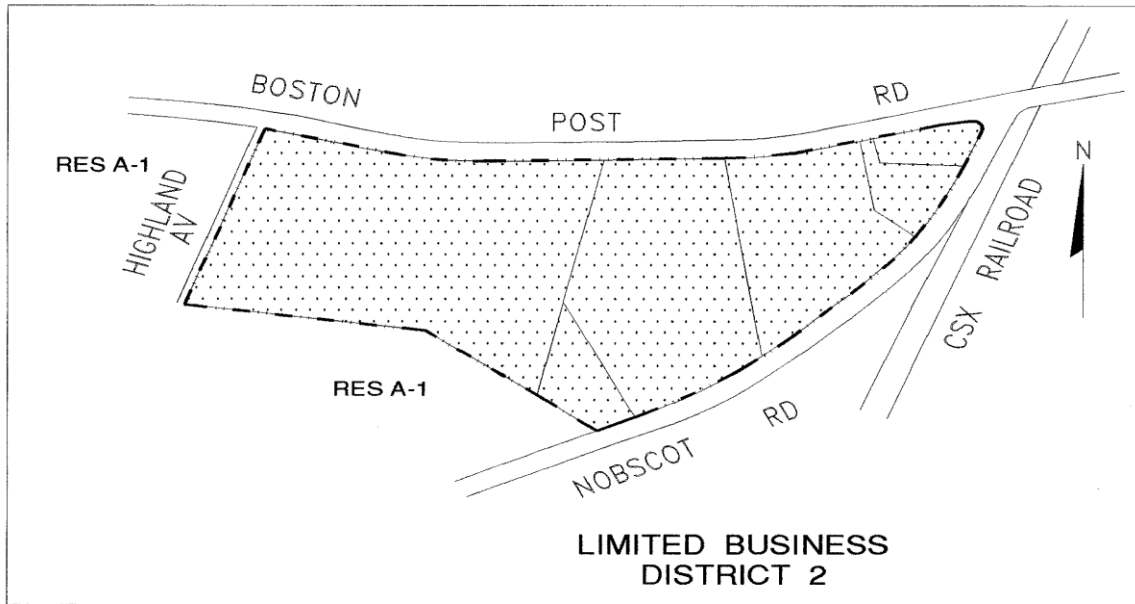 BOSTON POST RD
RES A-1
HIGHLAND AV
N
CSX RAILROAD
RES A-1
NOBSCOT RD
LIMITED BUSINESS
DISTRICT 2